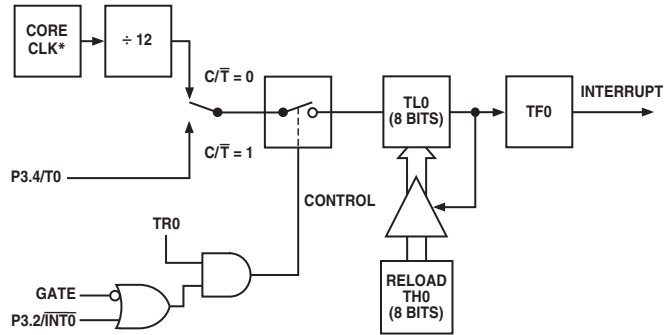 CORE
CLK*
÷ 12
C/T̅ = 0
TL0
(8 BITS)
TF0
INTERRUPT
C/T̅ = 1
P3.4/T0
CONTROL
TR0
RELOAD
TH0
(8 BITS)
GATE
P3.2/I̅N̅T̅0̅